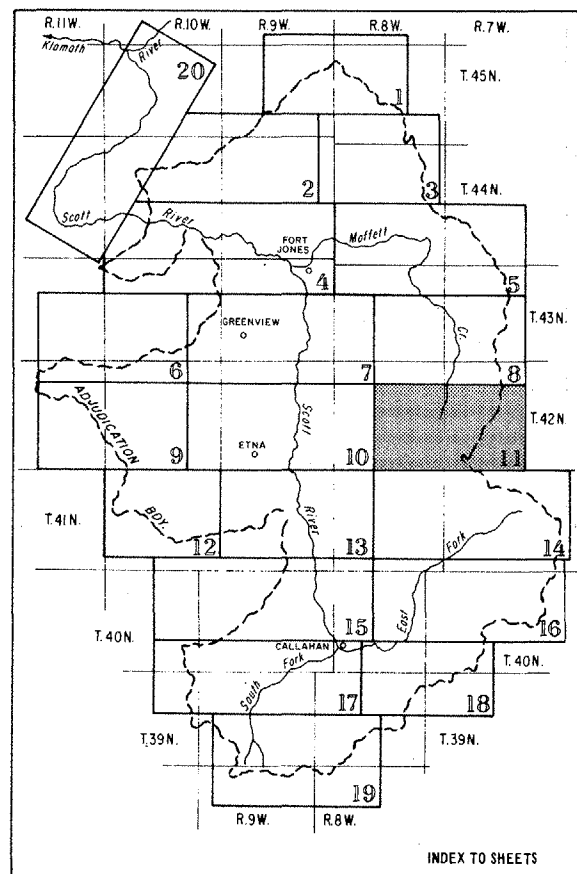 R.11W.
R.10W.
R.9W.
R.8W.
R.7W.
Klamath
River
20
1
T.45N.
2
3
T.44N.
Scott
River
FORT
JONES
Moffett
4
5
Cr.
T.43N.
GREENVIEW
6
7
8
ADJUDICATION
BDY.
Scott
River
T.42N.
ETNA
9
10
11
T.41N.
12
13
14
East
Fork
T.40N.
15
16
CALLAHAN
South
Fork
T.40N.
17
18
T.39N.
T.39N.
19
R.9W.
R.8W.
INDEX TO SHEETS